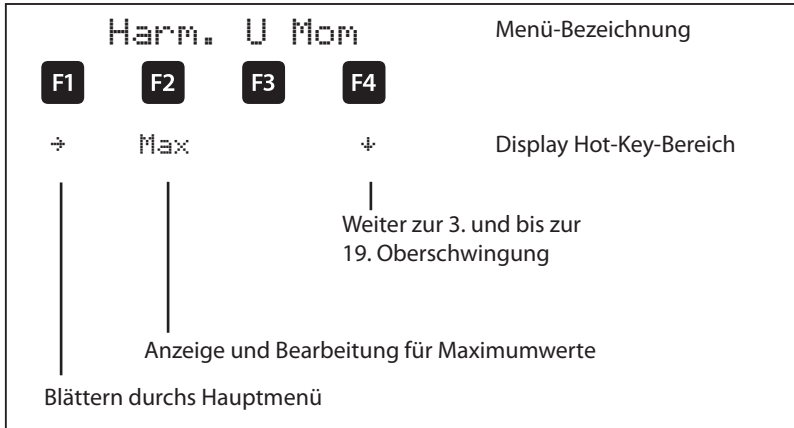 Harm. U Mom Menü-Bezeichnung
F1 F2 F3 F4
→ Max ↓ Display Hot-Key-Bereich
Weiter zur 3. und bis zur
19. Oberschwingung
Anzeige und Bearbeitung für Maximumwerte
Blättern durchs Hauptmenü